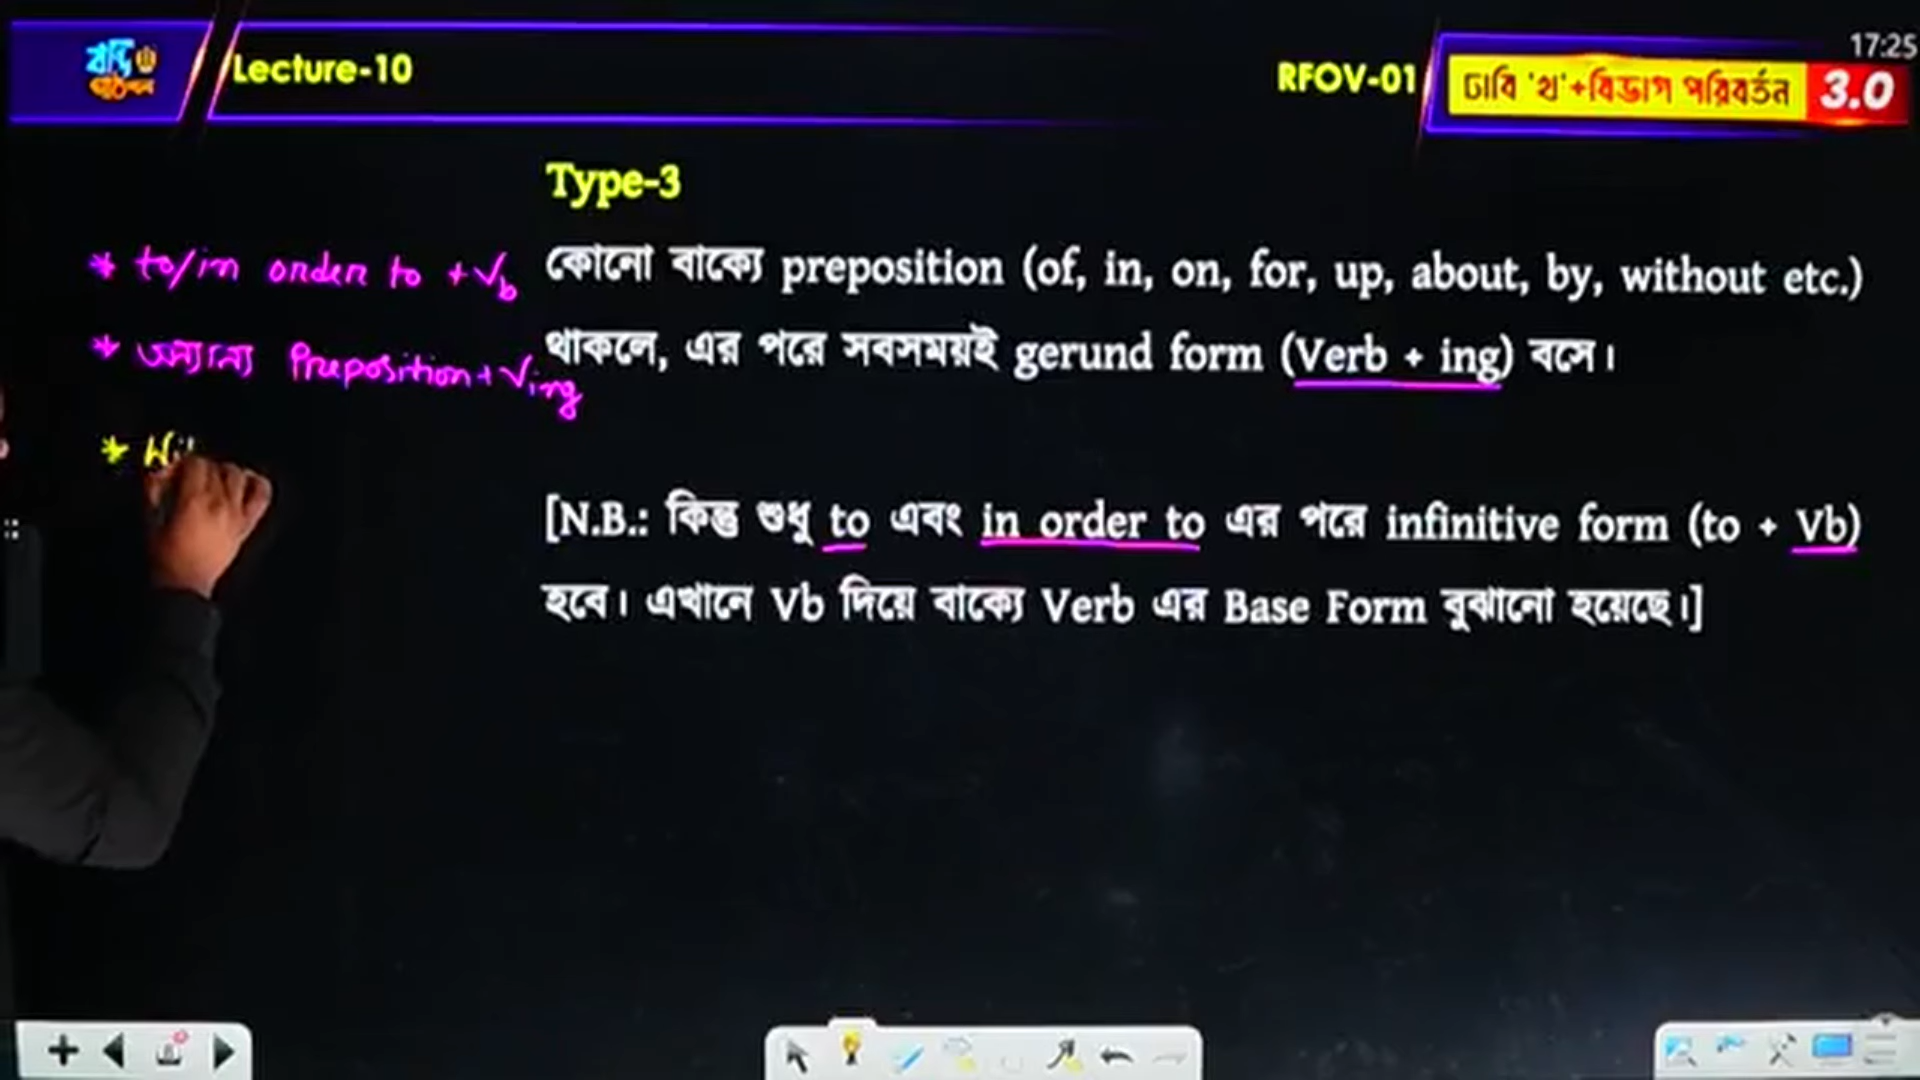 Lecture-10
RFOV-01
ঢাবি 'খ'+বিভাগ পরিবর্তন 3.0
17:25
Type-3
* to/in order to + Vb
কোনো বাক্যে preposition (of, in, on, for, up, about, by, without etc.)
* অন্যান্য Preposition + Ving
থাকলে, এর পরে সবসময়ই gerund form (Verb + ing) বসে।
[N.B.: কিন্তু শুধু to এবং in order to এর পরে infinitive form (to + Vb)
হবে। এখানে Vb দিয়ে বাক্যে Verb এর Base Form বুঝানো হয়েছে।]